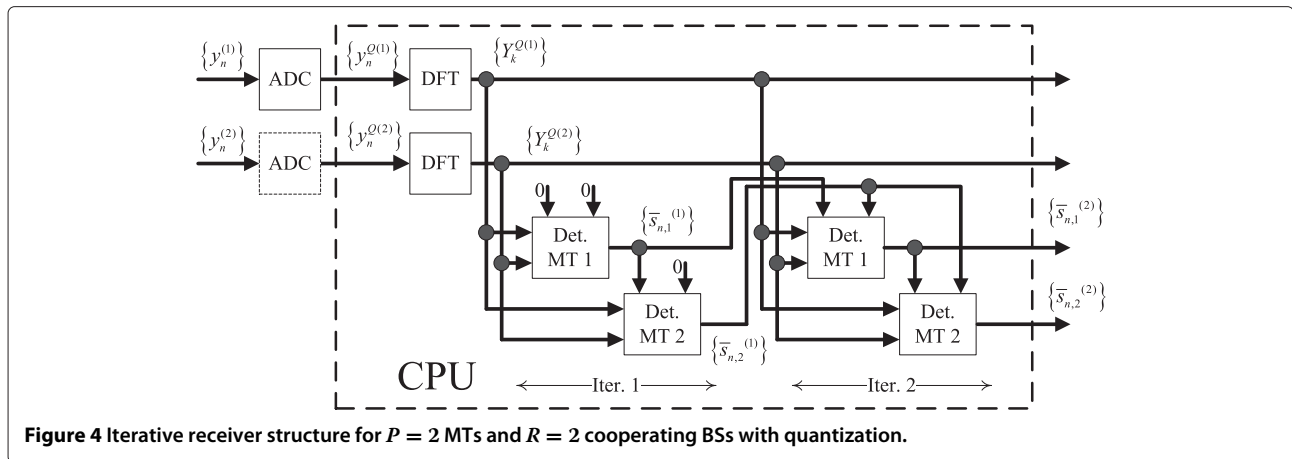 {y_n^(1)}
ADC
{y_n^Q(1)}
DFT
{Y_k^Q(1)}
{y_n^(2)}
ADC
{y_n^Q(2)}
DFT
{Y_k^Q(2)}
0 0
Det.
MT 1
{s̅_n,1^(1)}
0
Det.
MT 2
{s̅_n,2^(1)}
Det.
MT 1
{s̅_n,1^(2)}
Det.
MT 2
{s̅_n,2^(2)}
CPU
Iter. 1
Iter. 2
Figure 4 Iterative receiver structure for P = 2 MTs and R = 2 cooperating BSs with quantization.